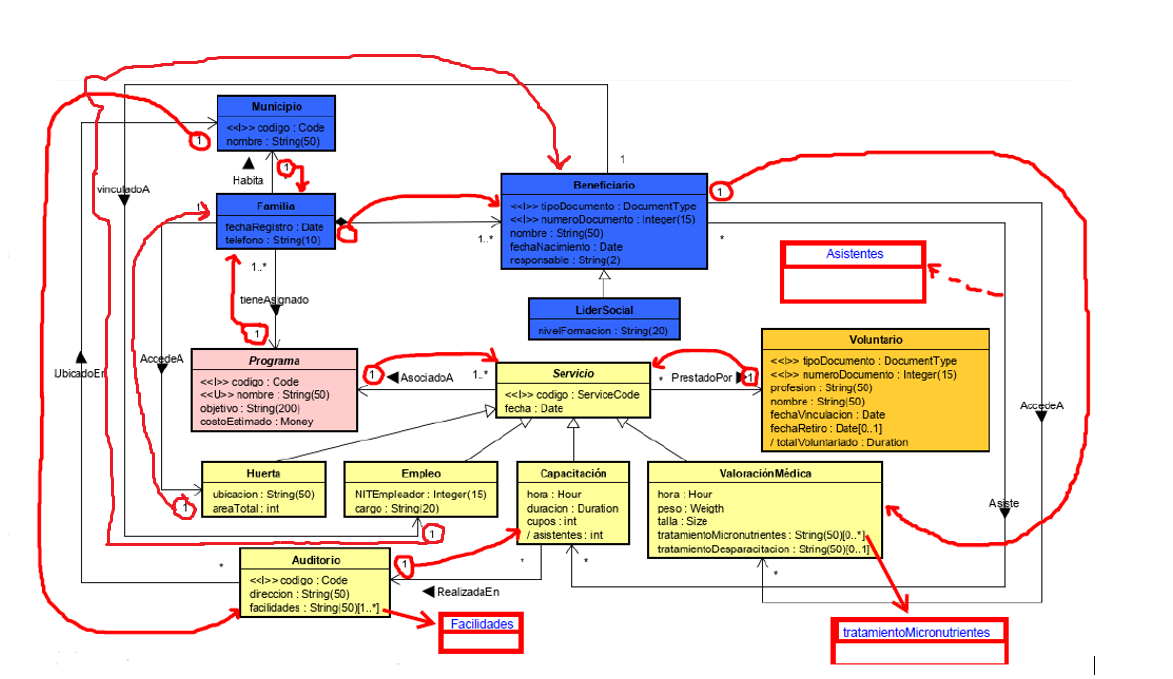 Municipio
<<I>> codigo : Code
nombre : String(50)
1
1
Habita
vinculadoA
1
Familia
fechaRegistro : Date
telefono : String(10)
1
1..*
1..*
tieneAsignado
1
Beneficiario
<<I>> tipoDocumento : DocumentType
<<I>> numeroDocumento : Integer(15)
nombre : String(50)
fechaNacimiento : Date
responsable : String(2)
1
*
Asistentes
LiderSocial
nivelFormacion : String(20)
UbicadoEn
AccedeA
Programa
<<I>> codigo : Code
<<U>> nombre : String(50)
objetivo : String(200)
costoEstimado : Money
1
AsociadoA
1..*
Servicio
<<I>> codigo : ServiceCode
fecha : Date
*
PrestadoPor
1
Voluntario
<<I>> tipoDocumento : DocumentType
<<I>> numeroDocumento : Integer(15)
profesion : String(50)
nombre : String(50)
fechaVinculacion : Date
fechaRetiro : Date[0..1]
/ totalVoluntariado : Duration
AccedeA
Asiste
Huerta
ubicacion : String(50)
areaTotal : int
1
Empleo
NITEmpleador : Integer(15)
cargo : String(20)
1
Capacitación
hora : Hour
duracion : Duration
cupos : int
/ asistentes : int
ValoraciónMédica
hora : Hour
peso : Weigth
talla : Size
tratamientoMicronutrientes : String(50)[0..*]
tratamientoDesparacitacion : String(50)[0..1]
*
Auditorio
<<I>> codigo : Code
direccion : String(50)
facilidades : String(50)[1..*]
1
*
*
*
RealizadaEn
Facilidades
tratamientoMicronutrientes